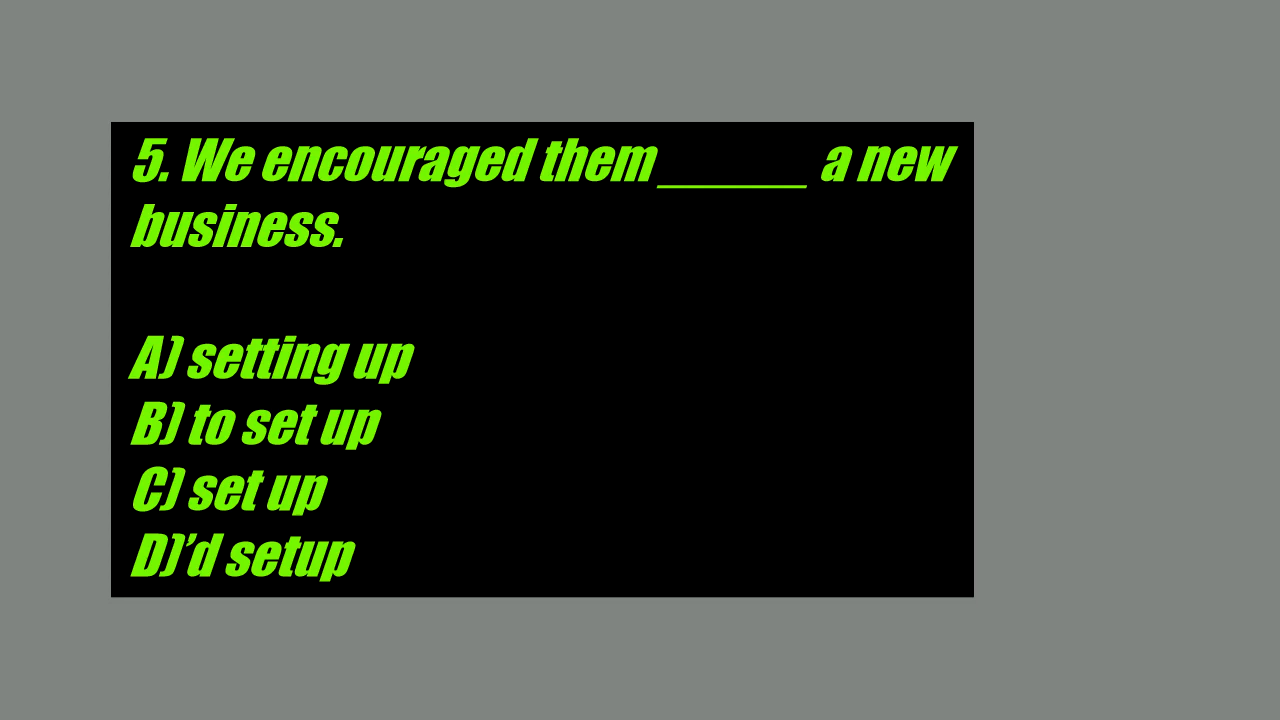 5. We encouraged them ______ a new
business.
A) setting up
B) to set up
C) set up
D)’d setup